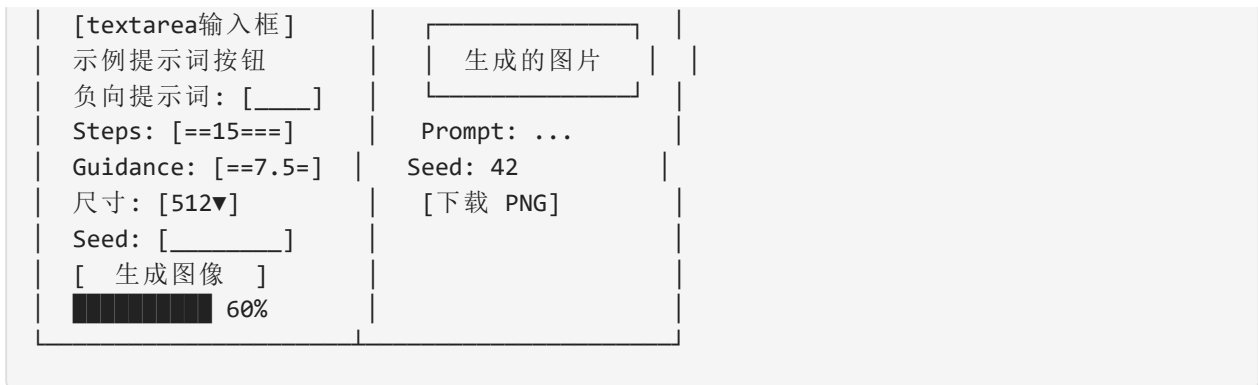 [textarea输入框]
示例提示词按钮 生成的图片
负向提示词: [____]
Steps: [==15===] Prompt: ...
Guidance: [==7.5=] Seed: 42
尺寸: [512▼] [下载 PNG]
Seed: [________]
[ 生成图像 ]
██████████ 60%